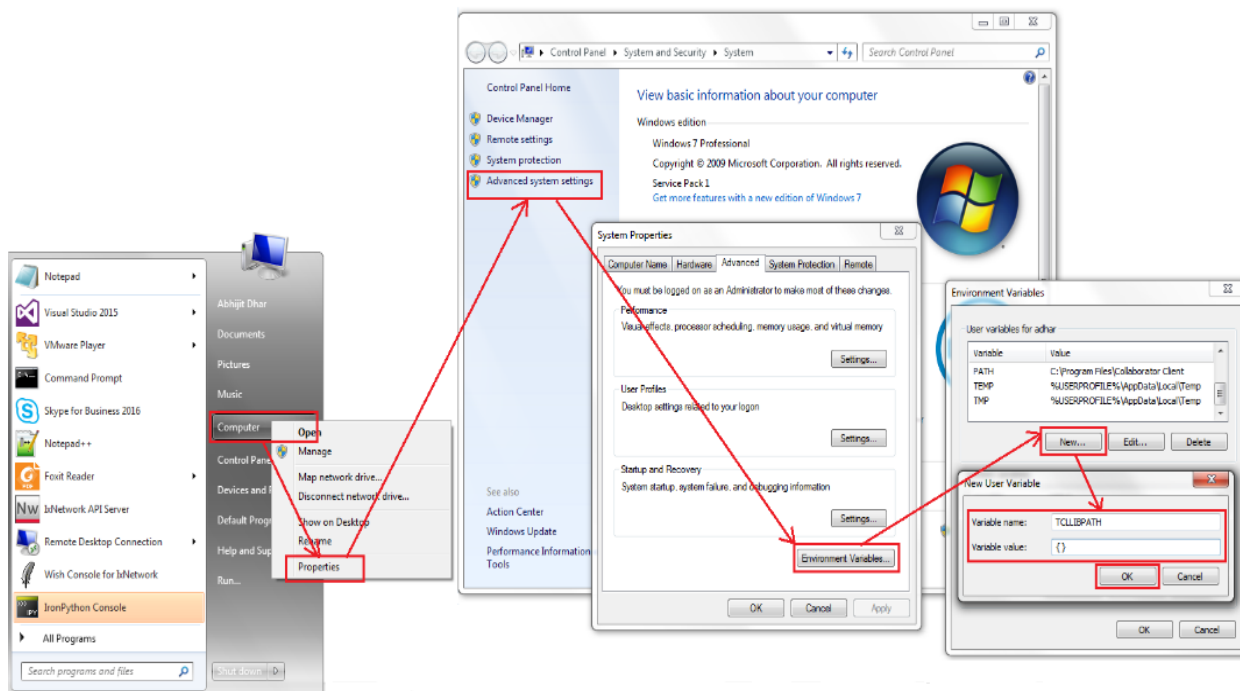 Notepad
Visual Studio 2015
VMware Player
Command Prompt
Skype for Business 2016
Notepad++
Foxit Reader
IxNetwork API Server
Remote Desktop Connection
Wish Console for IxNetwork
IronPython Console
All Programs
Search programs and files
Abhijit Dhar
Documents
Pictures
Music
Computer
Control Pane
Devices and
Default Progr
Help and Sup
Run...
Shut down
Open
Manage
Map network drive...
Disconnect network drive...
Show on Desktop
Rename
Properties
Control Panel
System and Security
System
Search Control Panel
Control Panel Home
Device Manager
Remote settings
System protection
Advanced system settings
See also
Action Center
Windows Update
Performance Information
Tools
View basic information about your computer
Windows edition
Windows 7 Professional
Copyright © 2009 Microsoft Corporation. All rights reserved.
Service Pack 1
Get more features with a new edition of Windows 7
System Properties
Computer Name Hardware Advanced System Protection Remote
You must be logged on as an Administrator to make most of these changes.
Performance
Visual effects, processor scheduling, memory usage, and virtual memory
Settings...
User Profiles
Desktop settings related to your logon
Settings...
Startup and Recovery
System startup, system failure, and debugging information
Settings...
Environment Variables...
OK Cancel Apply
Environment Variables
User variables for adhar
Variable Value
PATH C:\Program Files\Collaborator Client
TEMP %USERPROFILE%\AppData\Local\Temp
TMP %USERPROFILE%\AppData\Local\Temp
New... Edit... Delete
New User Variable
Variable name: TCLLIBPATH
Variable value: {}
OK Cancel
OK Cancel